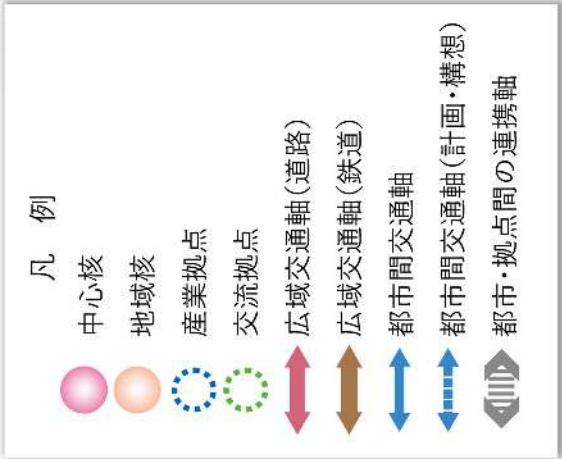 凡 例
中心核
地域核
産業拠点
交流拠点
広域交通軸(道路)
広域交通軸(鉄道)
都市間交通軸
都市間交通軸(計画・構想)
都市・拠点間の連携軸